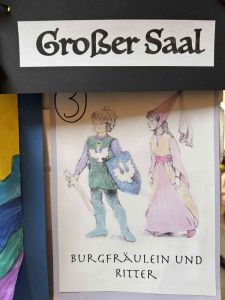 Großer Saal
3
BURGFRÄULEIN UND
RITTER